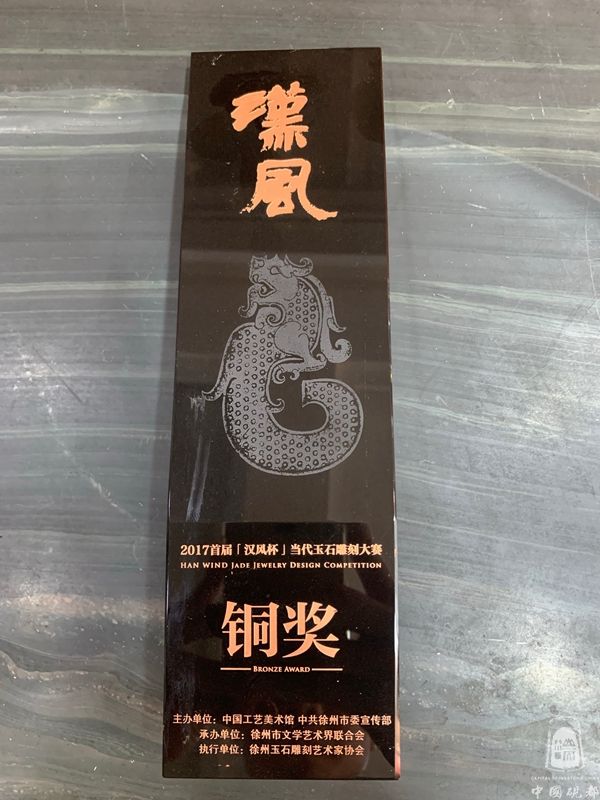 漢風
2017首届「汉风杯」当代玉石雕刻大赛
HAN WIND JADE JEWELRY DESIGN COMPETITION
铜奖
BRONZE AWARD
主办单位：中国工艺美术馆 中共徐州市委宣传部
承办单位：徐州市文学艺术界联合会
执行单位：徐州玉石雕刻艺术家协会
中國硯都